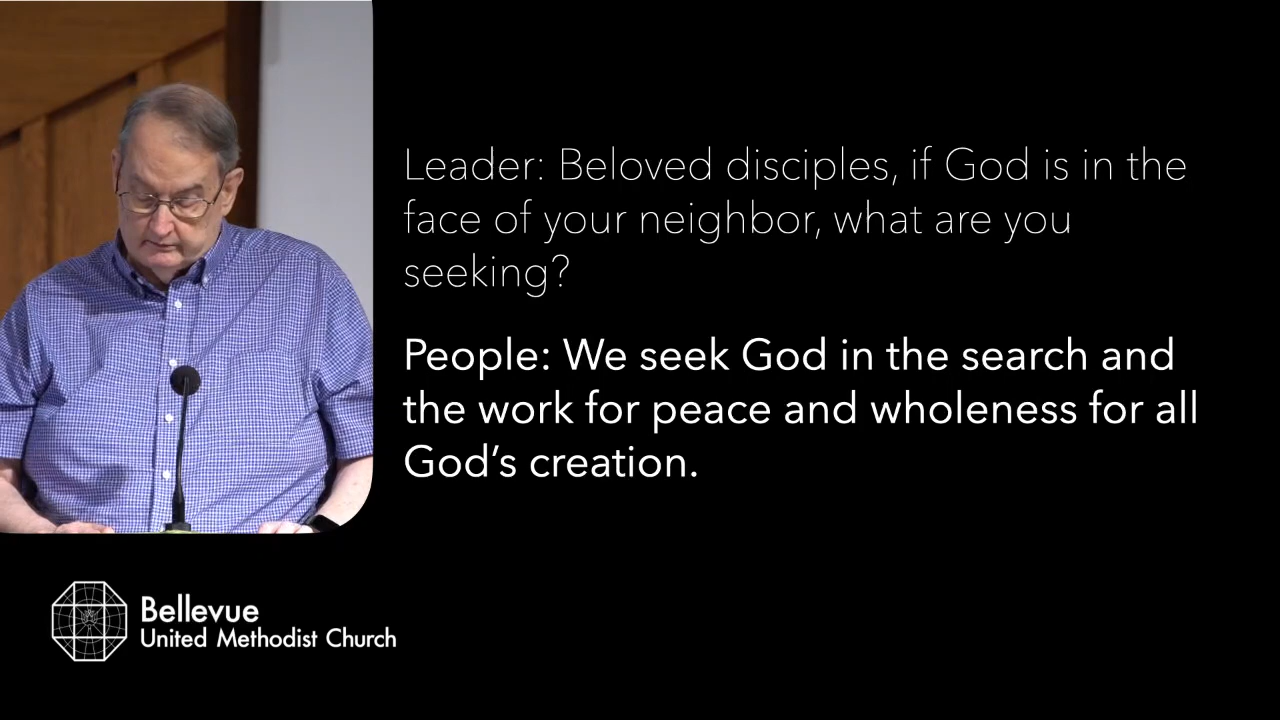 Leader: Beloved disciples, if God is in the
face of your neighbor, what are you
seeking?
People: We seek God in the search and
the work for peace and wholeness for all
God’s creation.
Bellevue
United Methodist Church